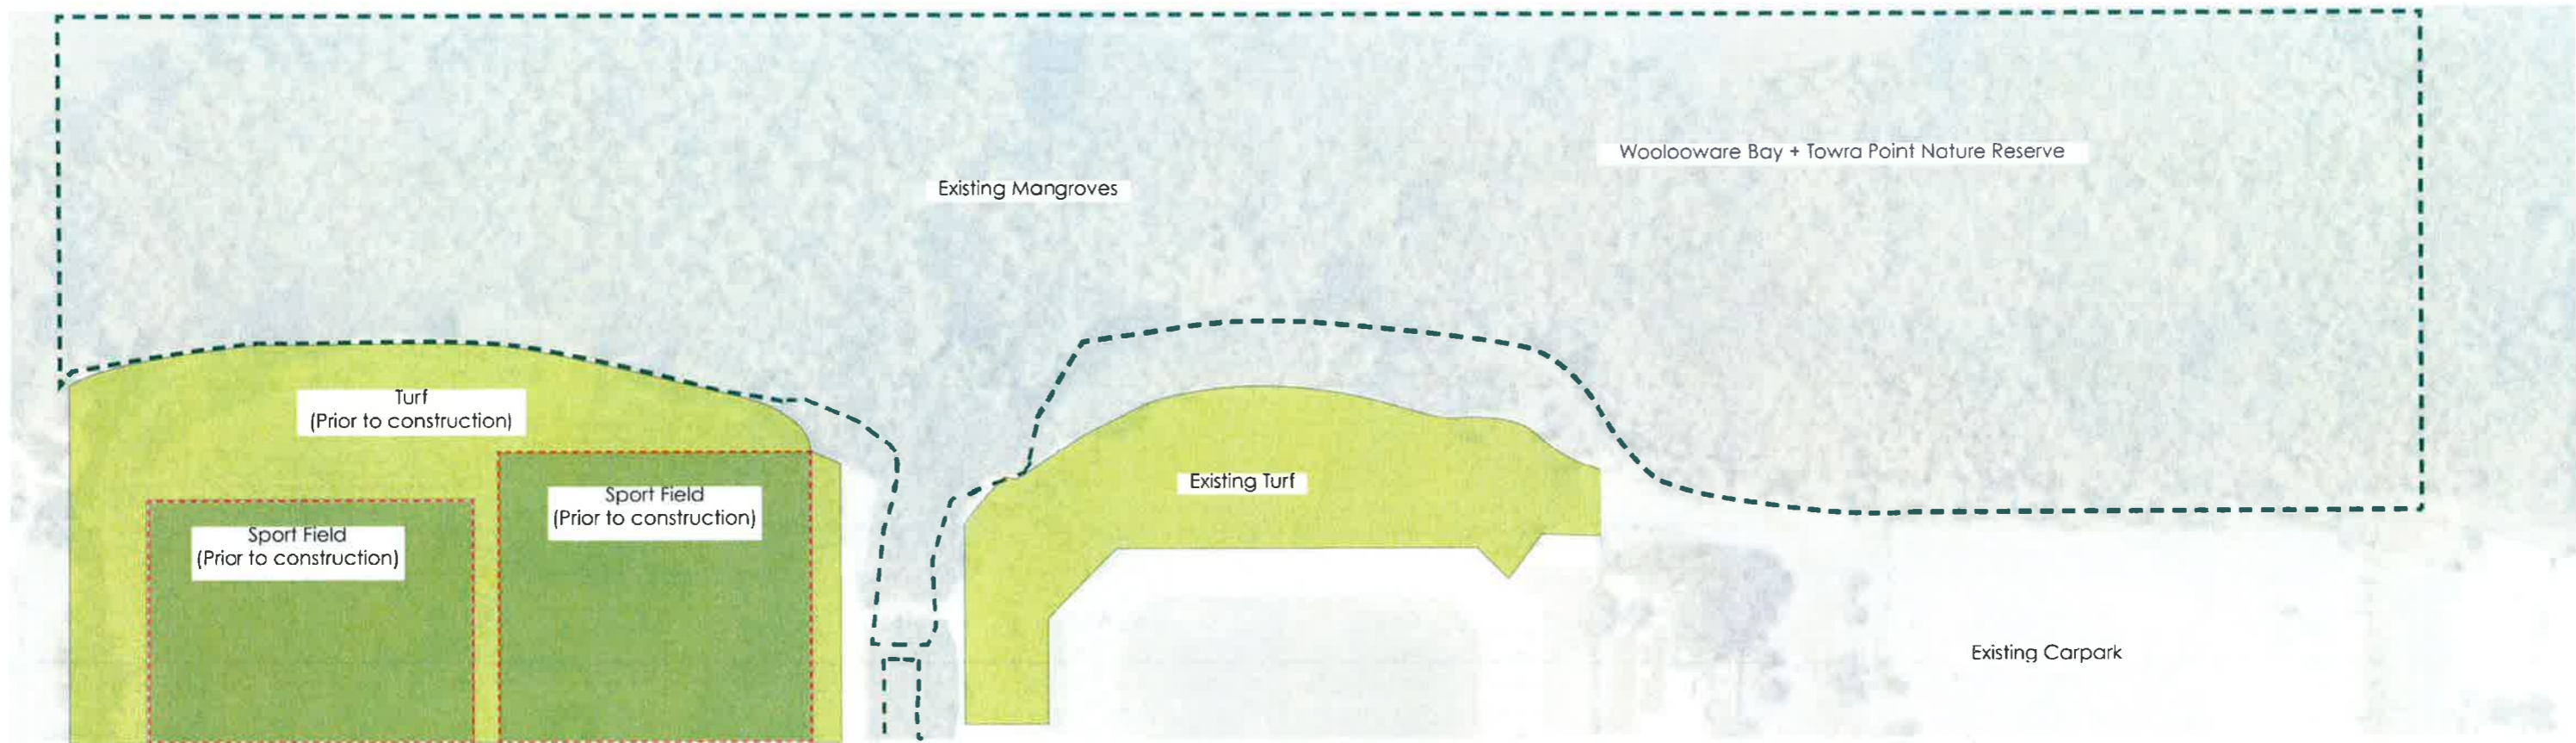 Woolooware Bay + Towra Point Nature Reserve
Existing Mangroves
Turf
(Prior to construction)
Existing Turf
Sport Field
(Prior to construction)
Sport Field
(Prior to construction)
Existing Carpark